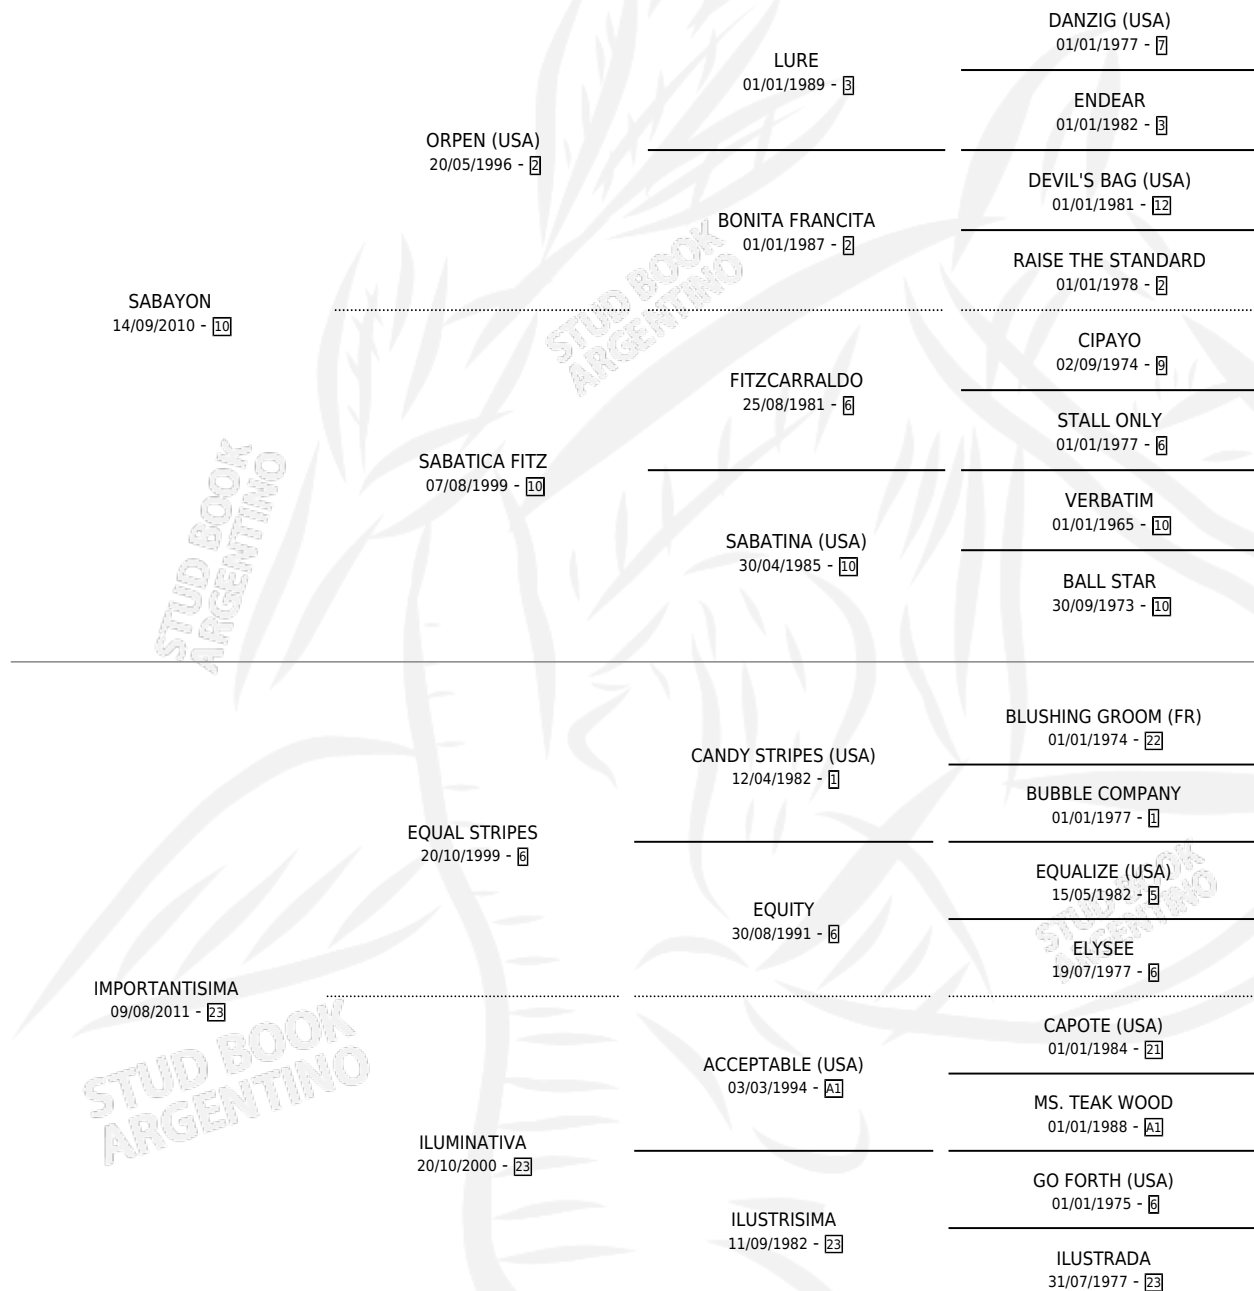 DANZIG (USA)
01/01/1977 - 7
LURE
01/01/1989 - 3
ENDEAR
01/01/1982 - 3
ORPEN (USA)
20/05/1996 - 2
DEVIL'S BAG (USA)
01/01/1981 - 12
BONITA FRANCITA
01/01/1987 - 2
RAISE THE STANDARD
01/01/1978 - 2
SABAYON
14/09/2010 - 10
CIPAYO
02/09/1974 - 9
FITZCARRALDO
25/08/1981 - 6
STALL ONLY
01/01/1977 - 6
SABATICA FITZ
07/08/1999 - 10
VERBATIM
01/01/1965 - 10
SABATINA (USA)
30/04/1985 - 10
BALL STAR
30/09/1973 - 10
BLUSHING GROOM (FR)
01/01/1974 - 22
CANDY STRIPES (USA)
12/04/1982 - 1
BUBBLE COMPANY
01/01/1977 - 1
EQUAL STRIPES
20/10/1999 - 6
EQUALIZE (USA)
15/05/1982 - 5
EQUITY
30/08/1991 - 6
ELYSEE
19/07/1977 - 6
IMPORTANTISIMA
09/08/2011 - 23
CAPOTE (USA)
01/01/1984 - 21
ACCEPTABLE (USA)
03/03/1994 - A1
MS. TEAK WOOD
01/01/1988 - A1
ILUMINATIVA
20/10/2000 - 23
GO FORTH (USA)
01/01/1975 - 6
ILUSTRISIMA
11/09/1982 - 23
ILUSTRADA
31/07/1977 - 23
STUD BOOK
ARGENTINO
STUD BOOK
ARGENTINO
STUD BOOK
ARGENTINO
STUD BOOK
ARGENTINO